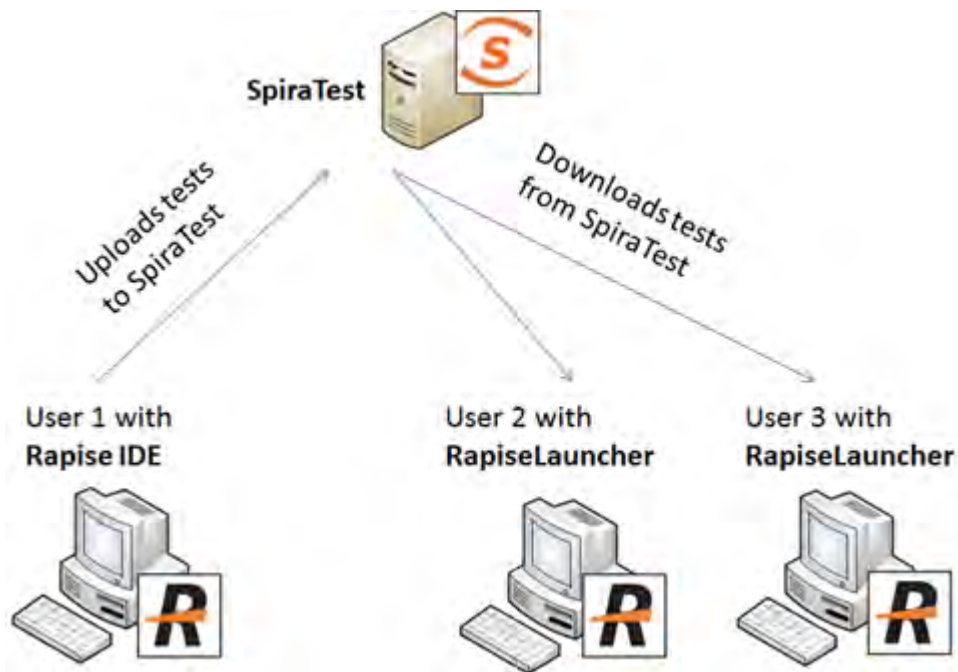 SpiraTest
S
Uploads tests
to SpiraTest
Downloads tests
from SpiraTest
User 1 with
Rapise IDE
User 2 with
RapiseLauncher
User 3 with
RapiseLauncher
R
R
R